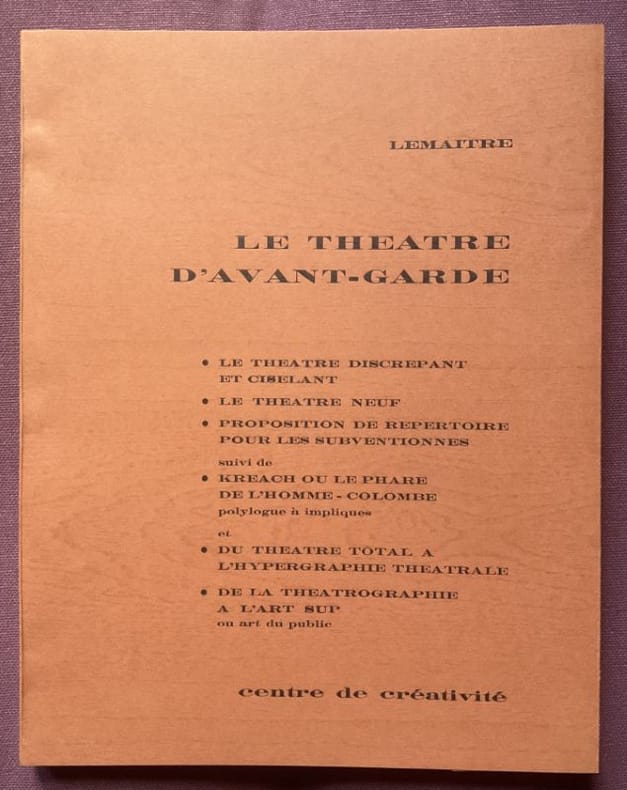 LEMAITRE
LE THEATRE
D'AVANT-GARDE
• LE THEATRE DISCREPANT
ET CISELANT
• LE THEATRE NEUF
• PROPOSITION DE REPERTOIRE
POUR LES SUBVENTIONNES
suivi de
• KREACH OU LE PHARE
DE L'HOMME - COLOMBE
polylogue à impliques
et
• DU THEATRE TOTAL A
L'HYPERGRAPHIE THEATRALE
• DE LA THEATROGRAPHIE
A L'ART SUP
ou art du public
centre de créativité